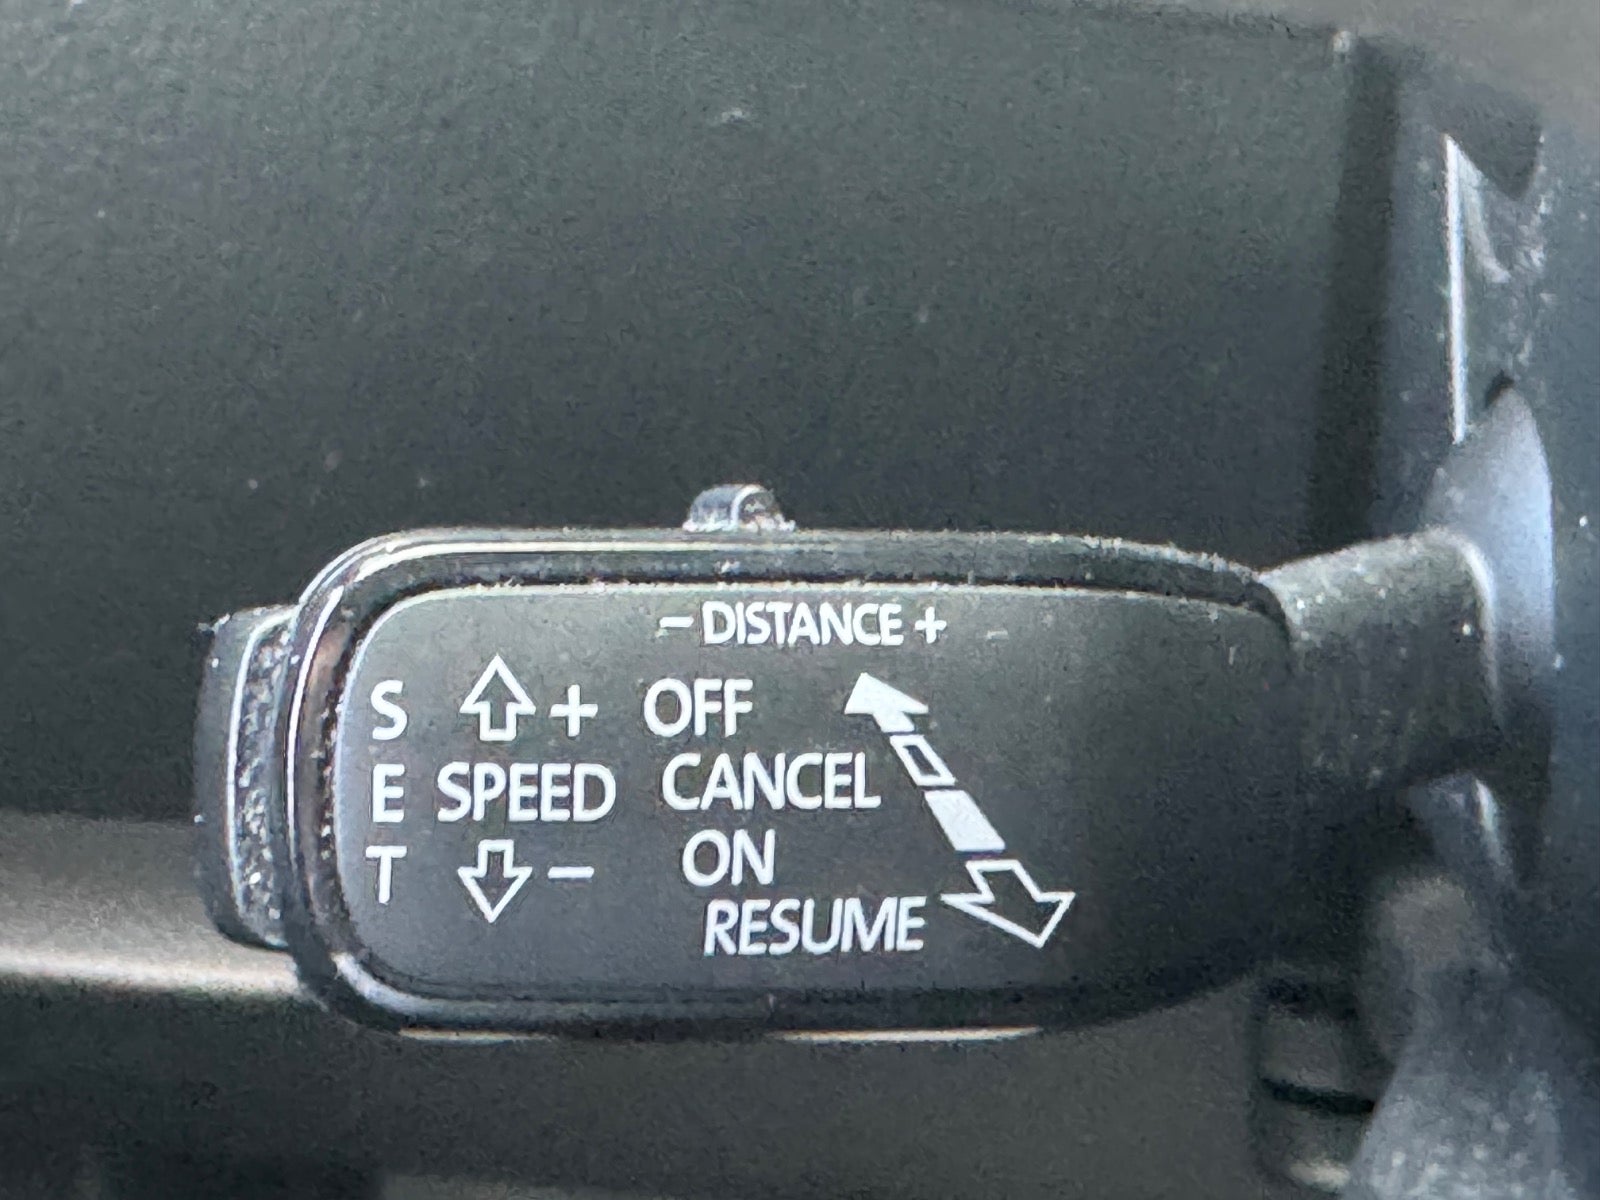 - DISTANCE +
S + OFF
E SPEED CANCEL
T - ON
RESUME